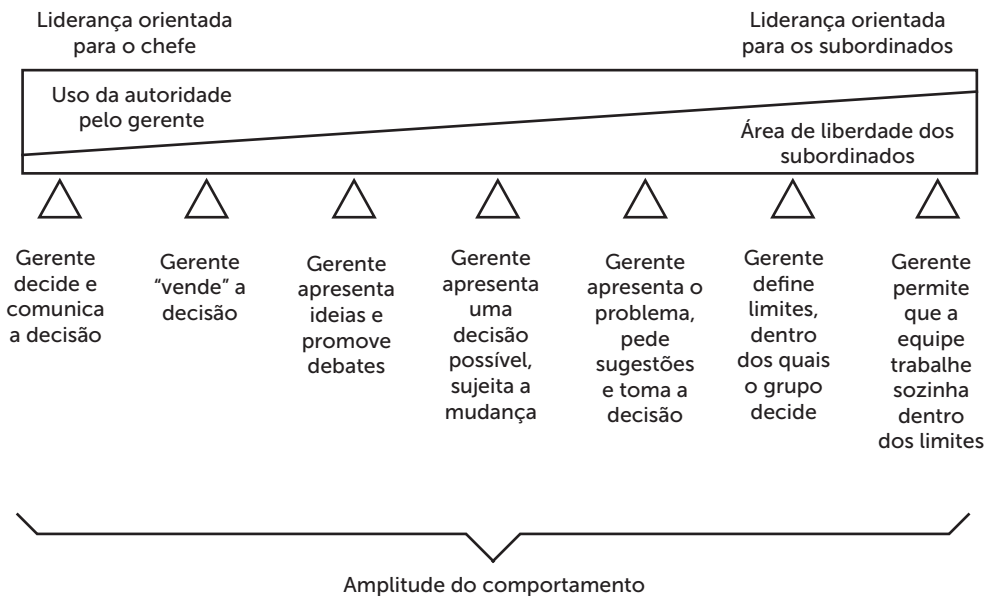 Liderança orientada
para o chefe
Liderança orientada
para os subordinados
Uso da autoridade
pelo gerente
Área de liberdade dos
subordinados
Gerente
decide e
comunica
a decisão
Gerente
“vende” a
decisão
Gerente
apresenta
ideias e
promove
debates
Gerente
apresenta
uma
decisão
possível,
sujeita a
mudança
Gerente
apresenta o
problema,
pede
sugestões
e toma a
decisão
Gerente
define
limites,
dentro
dos quais
o grupo
decide
Gerente
permite
que a
equipe
trabalhe
sozinha
dentro
dos limites
Amplitude do comportamento